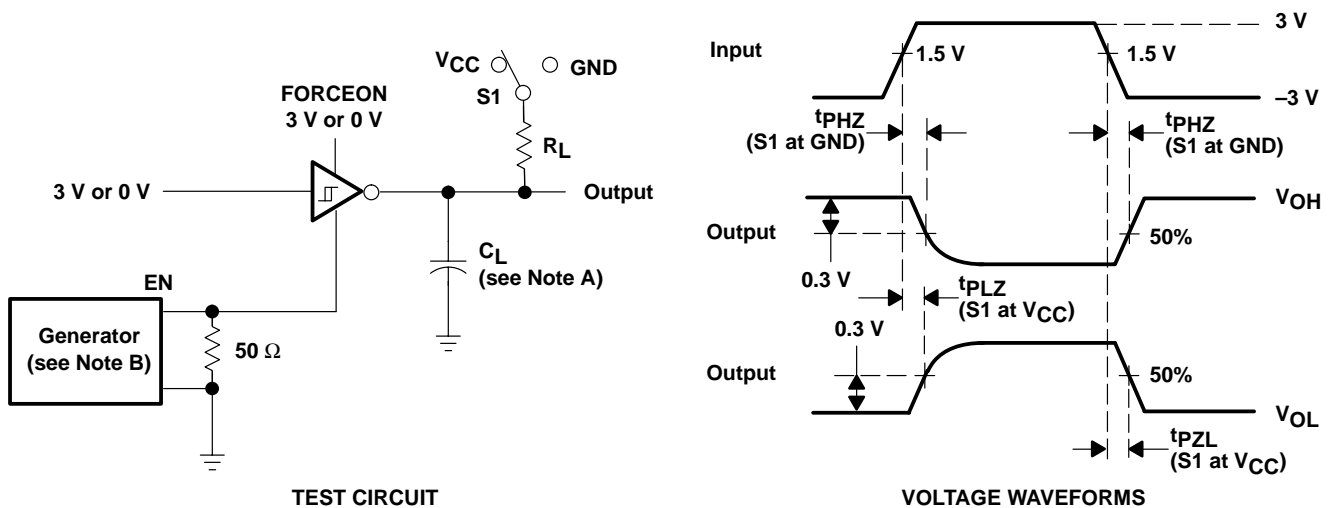 VCC
GND
S1
FORCEON
3 V or 0 V
RL
3 V or 0 V
Output
CL
(see Note A)
EN
Generator
(see Note B)
50 Ω
TEST CIRCUIT
3 V
Input
1.5 V
1.5 V
–3 V
tPHZ
(S1 at GND)
tPHZ
(S1 at GND)
VOH
Output
50%
0.3 V
tPLZ
(S1 at VCC)
0.3 V
Output
50%
VOL
tPZL
(S1 at VCC)
VOLTAGE WAVEFORMS